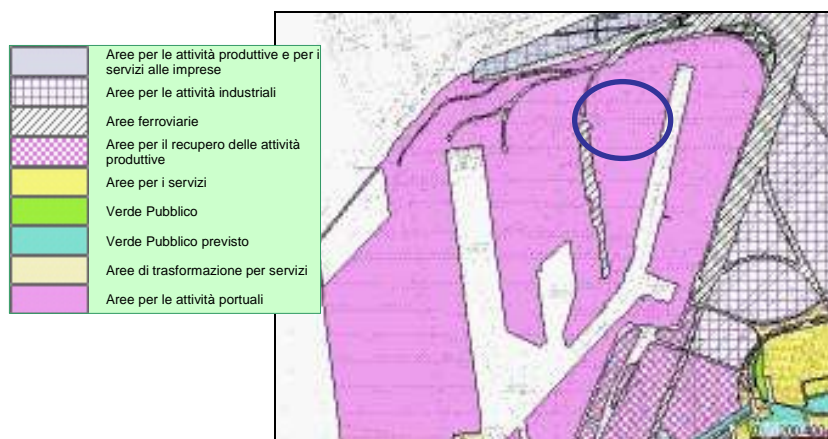 Aree per le attività produttive e per i
servizi alle imprese
Aree per le attività industriali
Aree ferroviarie
Aree per il recupero delle attività
produttive
Aree per i servizi
Verde Pubblico
Verde Pubblico previsto
Aree di trasformazione per servizi
Aree per le attività portuali
200 400